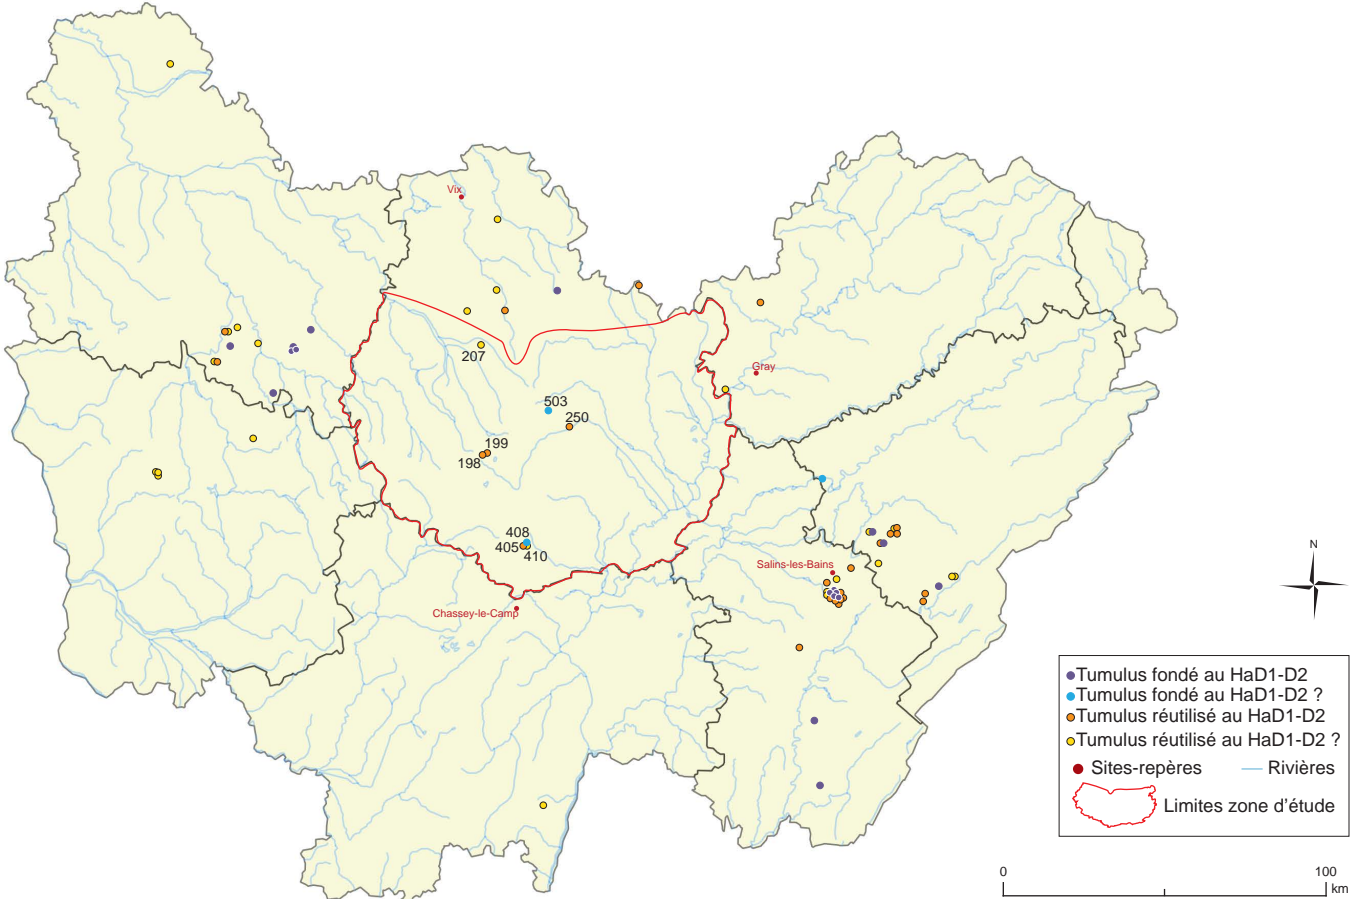 Vix
207
Gray
503
250
199
198
408
405
410
Salins-les-Bains
Chassey-le-Camp
N
Tumulus fondé au HaD1-D2
Tumulus fondé au HaD1-D2 ?
Tumulus réutilisé au HaD1-D2
Tumulus réutilisé au HaD1-D2 ?
Sites-repères Rivières
Limites zone d'étude
0 100
km